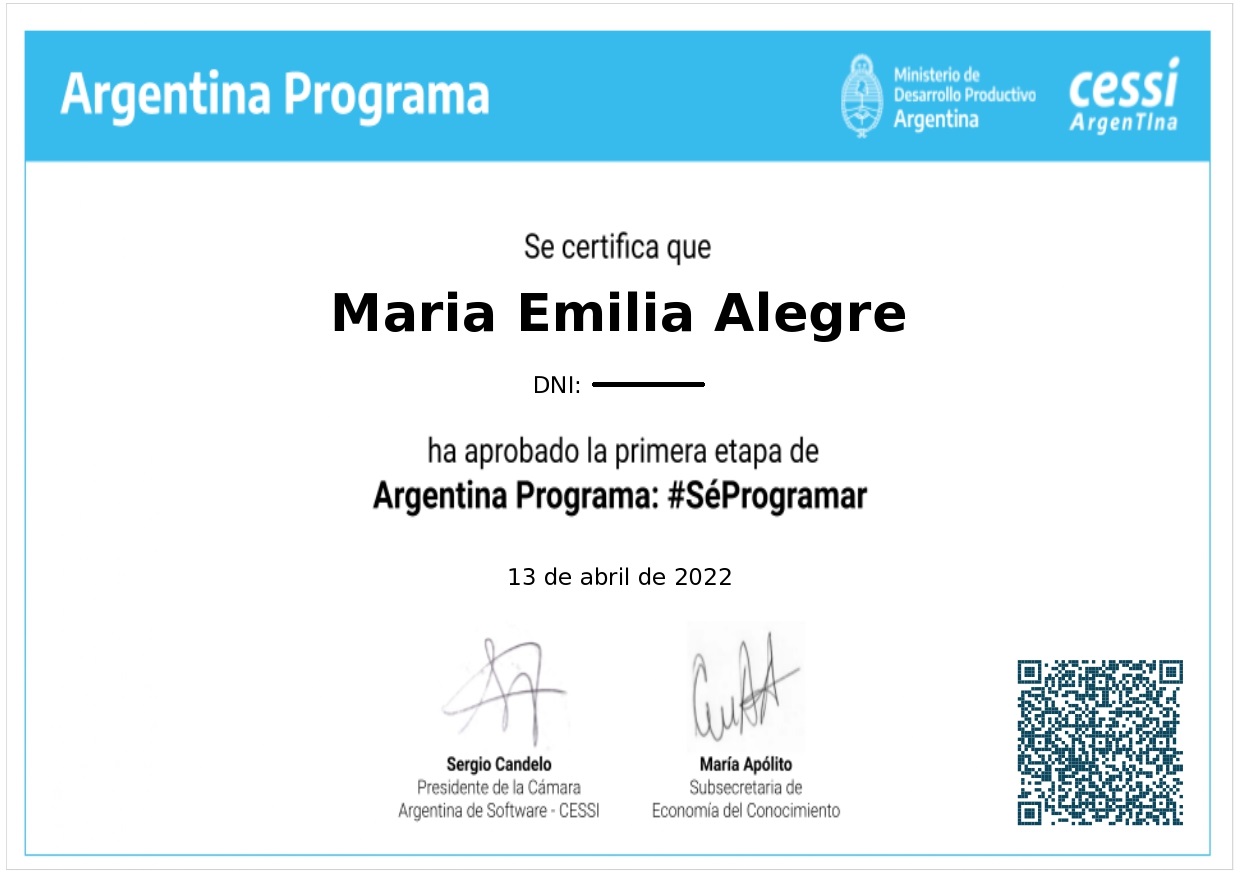 Argentina Programa
Ministerio de
Desarrollo Productivo
Argentina
cessi
ArgenTIna
Se certifica que
Maria Emilia Alegre
DNI:
ha aprobado la primera etapa de
Argentina Programa: #SéProgramar
13 de abril de 2022
Sergio Candelo
Presidente de la Cámara
Argentina de Software - CESSI
María Apólito
Subsecretaria de
Economía del Conocimiento